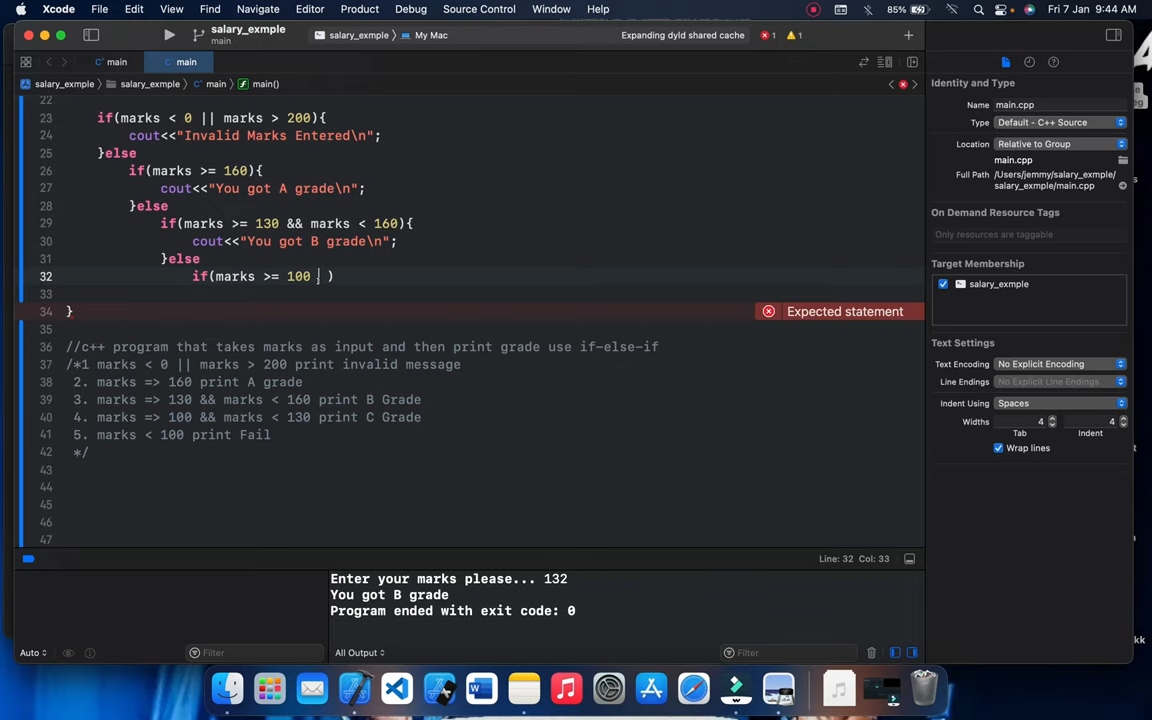 Xcode File Edit View Find Navigate Editor Product Debug Source Control Window Help 85% Fri 7 Jan 9:44 AM
salary_exmple
main
salary_exmple 〉 My Mac
Expanding dyld shared cache
1
1
main
main
salary_exmple 〉 salary_exmple 〉 main 〉 main()
22
23 if(marks < 0 || marks > 200){
24 cout<<"Invalid Marks Entered\n";
25 }else
26 if(marks >= 160){
27 cout<<"You got A grade\n";
28 }else
29 if(marks >= 130 && marks < 160){
30 cout<<"You got B grade\n";
31 }else
32 if(marks >= 100 )
33
34 }
Expected statement
35
36 //c++ program that takes marks as input and then print grade use if-else-if
37 /*1 marks < 0 || marks > 200 print invalid message
38 2. marks => 160 print A grade
39 3. marks => 130 && marks < 160 print B Grade
40 4. marks => 100 && marks < 130 print C Grade
41 5. marks < 100 print Fail
42 */
43
44
45
46
47
Line: 32 Col: 33
Enter your marks please... 132
You got B grade
Program ended with exit code: 0
Auto
Filter
All Output
Filter
Identity and Type
Name main.cpp
Type Default - C++ Source
Location Relative to Group
main.cpp
Full Path /Users/jemmy/salary_exmple/
salary_exmple/main.cpp
On Demand Resource Tags
Only resources are taggable
Target Membership
salary_exmple
Text Settings
Text Encoding No Explicit Encoding
Line Endings No Explicit Line Endings
Indent Using Spaces
Widths 4 4
Tab Indent
Wrap lines